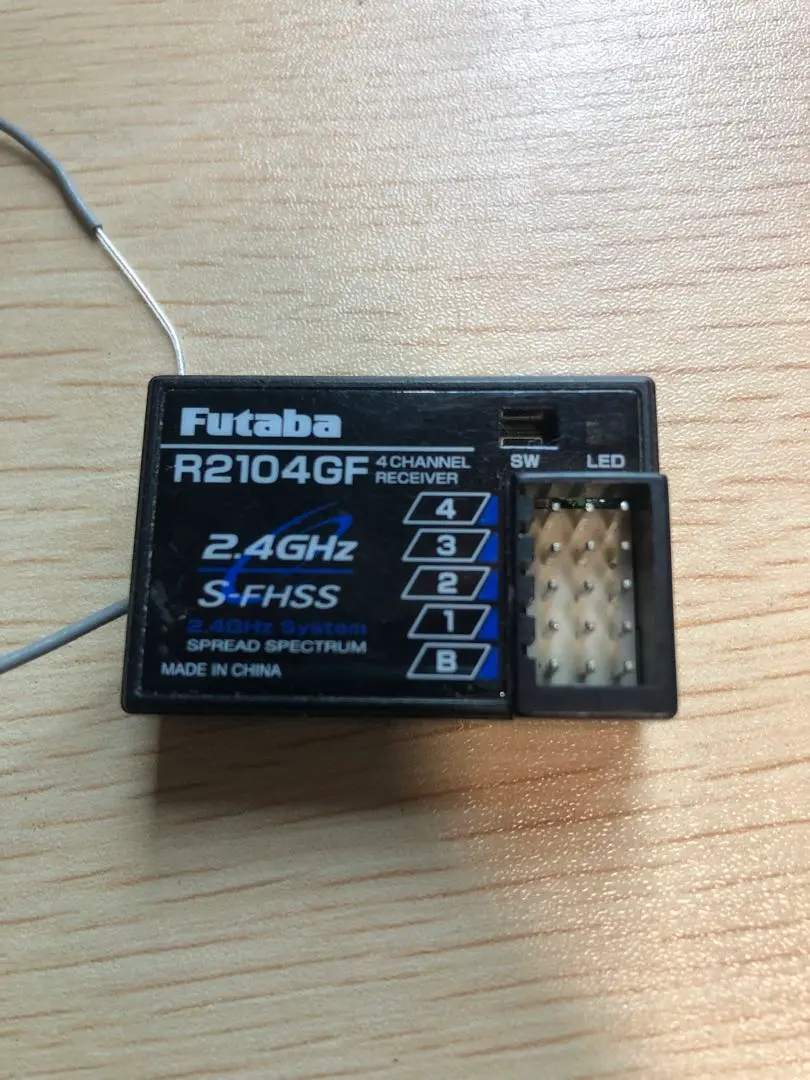 Futaba
R2104GF 4 CHANNEL RECEIVER
SW LED
4
3
2
1
B
2.4GHz
S-FHSS
2.4GHz System
SPREAD SPECTRUM
MADE IN CHINA